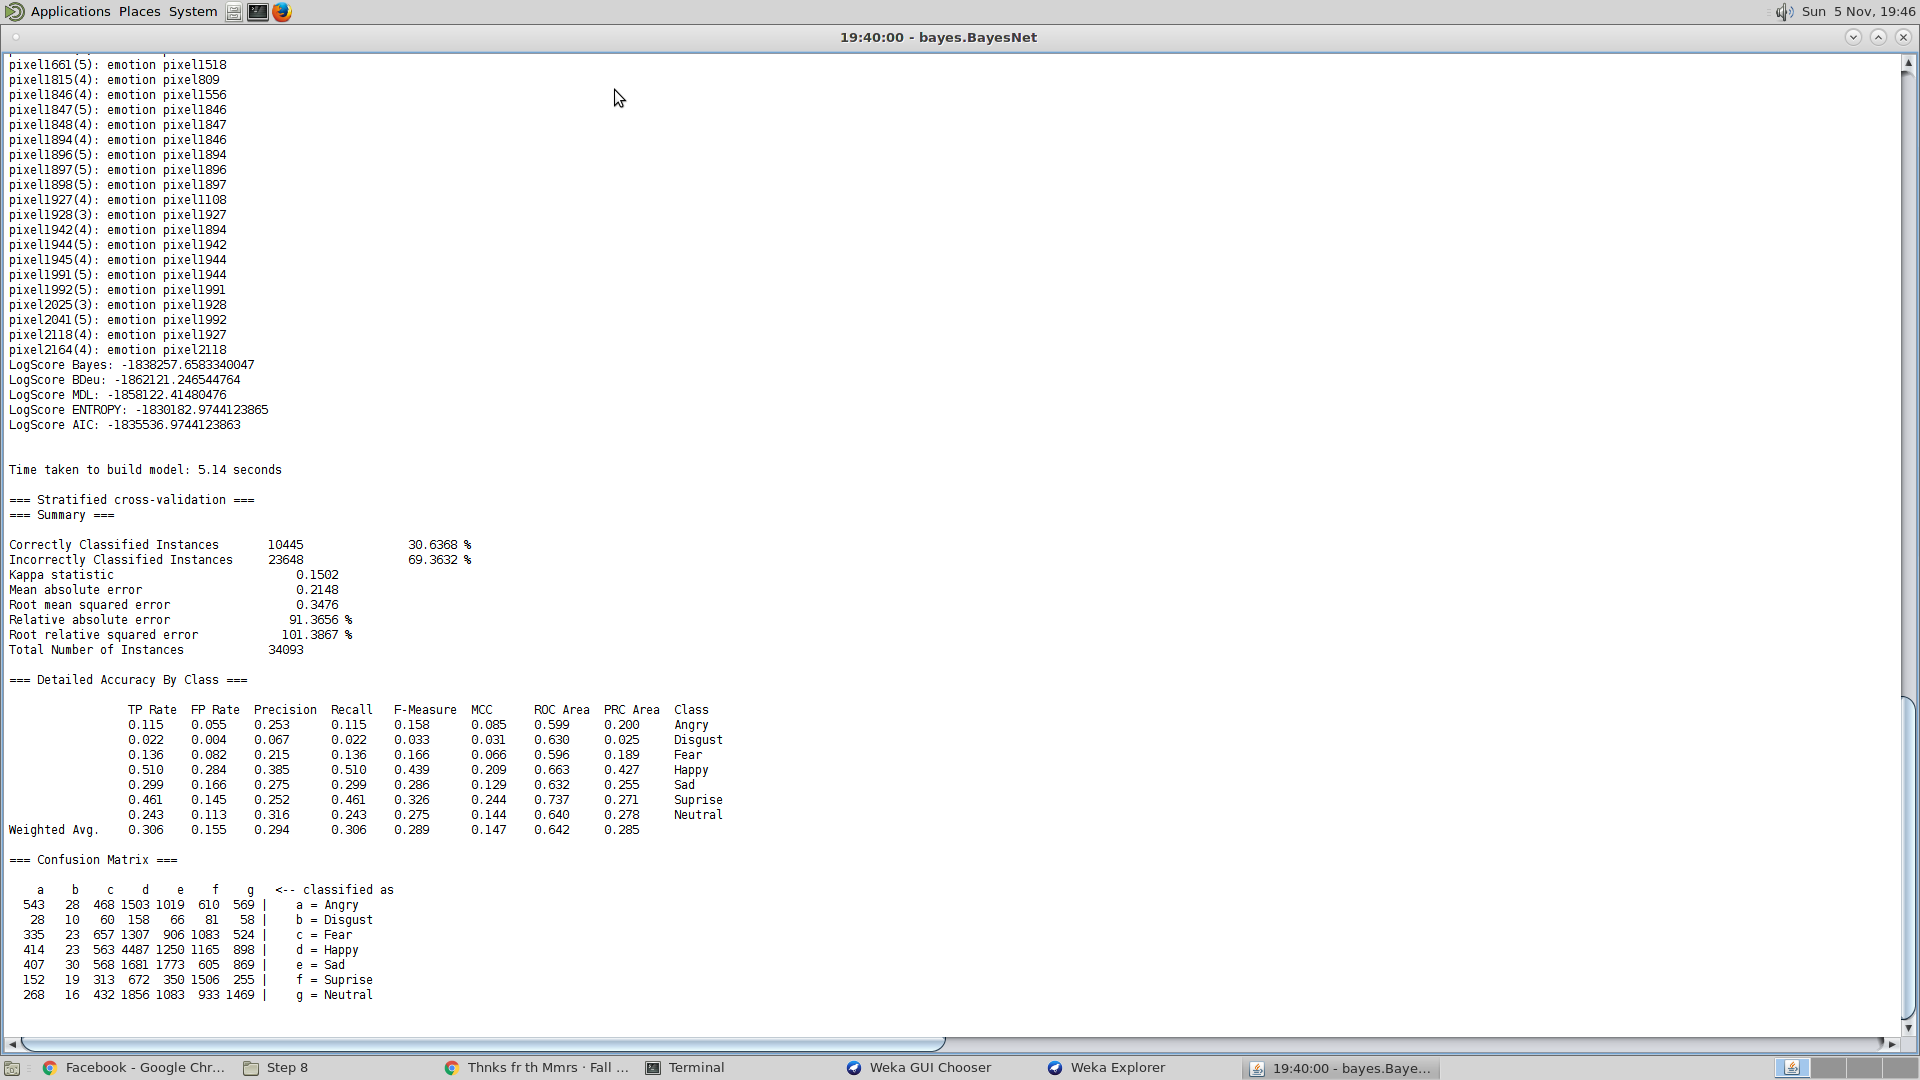 Applications Places System Sun 5 Nov, 19:46
19:40:00 - bayes.BayesNet
pixel1661(5): emotion pixel1518
pixel1815(4): emotion pixel809
pixel1846(4): emotion pixel1556
pixel1847(5): emotion pixel1846
pixel1848(4): emotion pixel1847
pixel1894(4): emotion pixel1846
pixel1896(5): emotion pixel1894
pixel1897(5): emotion pixel1896
pixel1898(5): emotion pixel1897
pixel1927(4): emotion pixel1108
pixel1928(3): emotion pixel1927
pixel1942(4): emotion pixel1894
pixel1944(5): emotion pixel1942
pixel1945(4): emotion pixel1944
pixel1991(5): emotion pixel1944
pixel1992(5): emotion pixel1991
pixel2025(3): emotion pixel1928
pixel2041(5): emotion pixel1992
pixel2118(4): emotion pixel1927
pixel2164(4): emotion pixel2118
LogScore Bayes: -1838257.6583340047
LogScore BDeu: -1862121.246544764
LogScore MDL: -1858122.41480476
LogScore ENTROPY: -1830182.9744123865
LogScore AIC: -1835536.9744123863
Time taken to build model: 5.14 seconds
=== Stratified cross-validation ===
=== Summary ===
Correctly Classified Instances 10445 30.6368 %
Incorrectly Classified Instances 23648 69.3632 %
Kappa statistic 0.1502
Mean absolute error 0.2148
Root mean squared error 0.3476
Relative absolute error 91.3656 %
Root relative squared error 101.3867 %
Total Number of Instances 34093
=== Detailed Accuracy By Class ===
TP Rate FP Rate Precision Recall F-Measure MCC ROC Area PRC Area Class
0.115 0.055 0.253 0.115 0.158 0.085 0.599 0.200 Angry
0.022 0.004 0.067 0.022 0.033 0.031 0.630 0.025 Disgust
0.136 0.082 0.215 0.136 0.166 0.066 0.596 0.189 Fear
0.510 0.284 0.385 0.510 0.439 0.209 0.663 0.427 Happy
0.299 0.166 0.275 0.299 0.286 0.129 0.632 0.255 Sad
0.461 0.145 0.252 0.461 0.326 0.244 0.737 0.271 Suprise
0.243 0.113 0.316 0.243 0.275 0.144 0.640 0.278 Neutral
Weighted Avg. 0.306 0.155 0.294 0.306 0.289 0.147 0.642 0.285
=== Confusion Matrix ===
a b c d e f g <-- classified as
543 28 468 1503 1019 610 569 | a = Angry
28 10 60 158 66 81 58 | b = Disgust
335 23 657 1307 906 1083 524 | c = Fear
414 23 563 4487 1250 1165 898 | d = Happy
407 30 568 1681 1773 605 869 | e = Sad
152 19 313 672 350 1506 255 | f = Suprise
268 16 432 1856 1083 933 1469 | g = Neutral
Facebook - Google Chr... Step 8 Thnks fr th Mmrs · Fall ... Terminal Weka GUI Chooser Weka Explorer 19:40:00 - bayes.Baye...